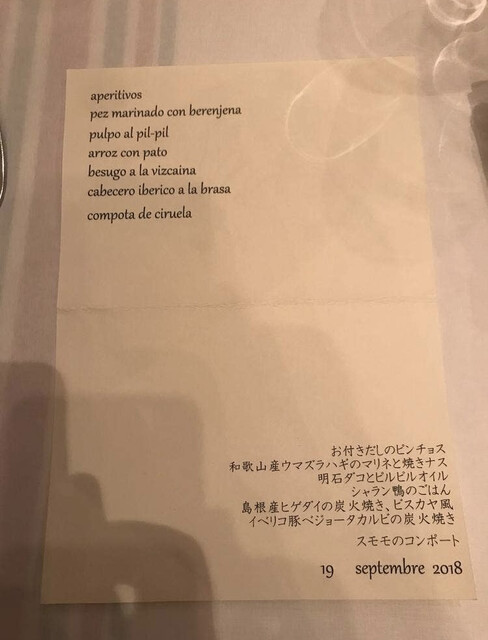 aperitivos
pez marinado con berenjena
pulpo al pil-pil
arroz con pato
besugo a la vizcaina
cabecero iberico a la brasa
compota de ciruela
お付きだしのピンチョス
和歌山産ウマズラハギのマリネと焼きナス
明石ダコとピルピルオイル
シャラン鴨のごはん
島根産ヒゲダイの炭火焼き、ビスカヤ風
イベリコ豚ベジョータカルビの炭火焼き
スモモのコンポート
19 septembre 2018